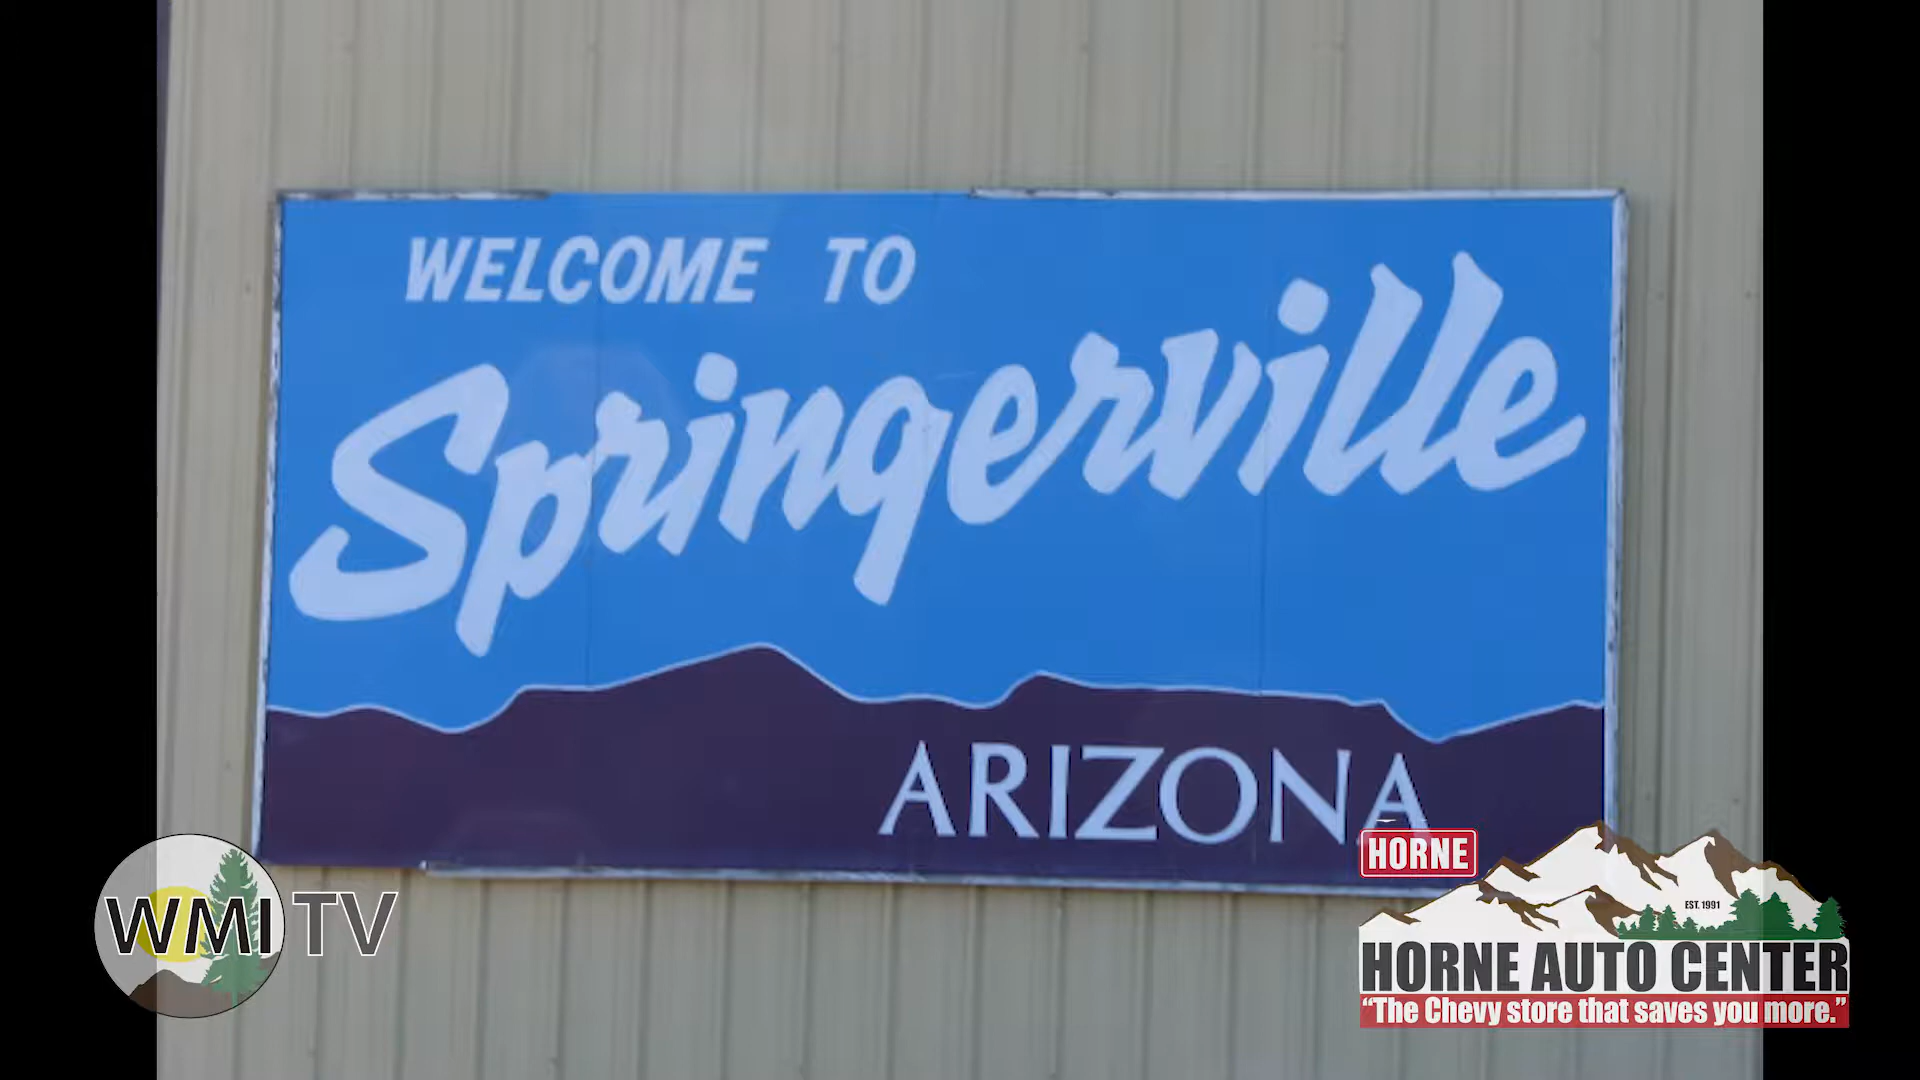 WELCOME TO
Springerville
ARIZONA
HORNE
EST. 1991
WMI TV
HORNE AUTO CENTER
"The Chevy store that saves you more."